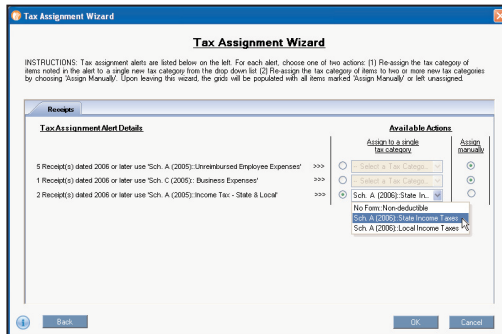 Tax Assignment Wizard
Tax Assignment Wizard
INSTRUCTIONS: Tax assignment alerts are listed below on the left. For each alert, choose one of two actions: (1) Re-assign the tax category of
items noted in the alert to a single new tax category from the drop down list (2) Re-assign the tax category of items to two or more new tax categories
by choosing 'Assign Manually'. Upon leaving this wizard, the grids will be populated with all items marked 'Assign Manually' or left unassigned.
Receipts
Tax Assignment Alert Details
Available Actions
Assign to a single
tax category
Assign
manually
5 Receipt(s) dated 2006 or later use 'Sch. A (2005)::Unreimbursed Employee Expenses' >>> - Select a Tax Catego...
1 Receipt(s) dated 2006 or later use 'Sch. C (2005):: Business Expenses' >>> - Select a Tax Catego...
2 Receipt(s) dated 2006 or later use 'Sch. A (2005)::Income Tax - State & Local' >>> Sch. A (2006)::State In...
No Form::Non-deductible
Sch. A (2006)::State Income Taxes
Sch. A (2006)::Local Income Taxes
Back
OK
Cancel